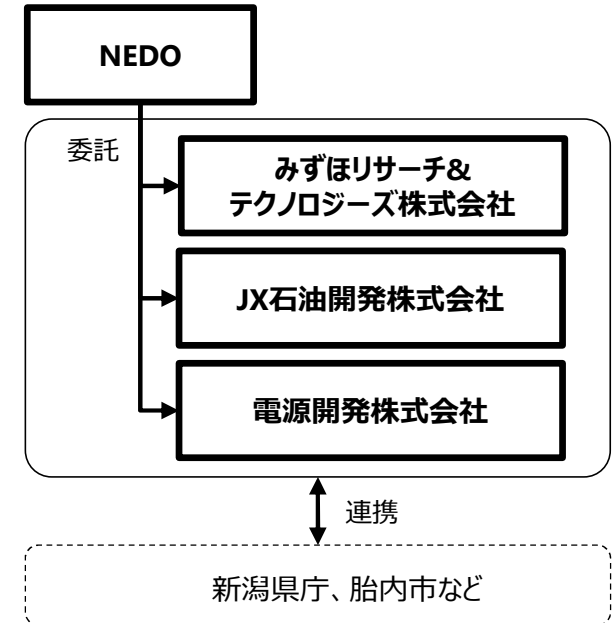 NEDO
委託
みずほリサーチ&
テクノロジーズ株式会社
JX石油開発株式会社
電源開発株式会社
連携
新潟県庁、胎内市など